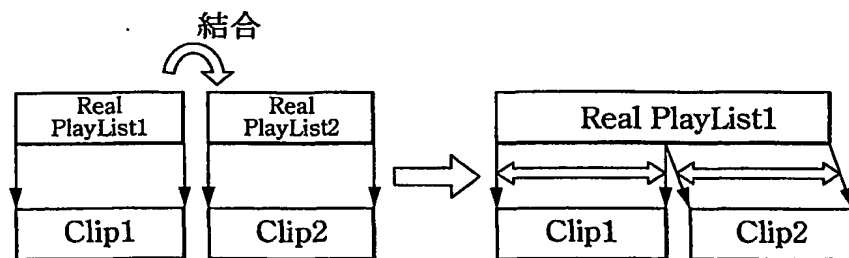 結合
Real
PlayList1
Real
PlayList2
Real PlayList1
Clip1
Clip2
Clip1
Clip2